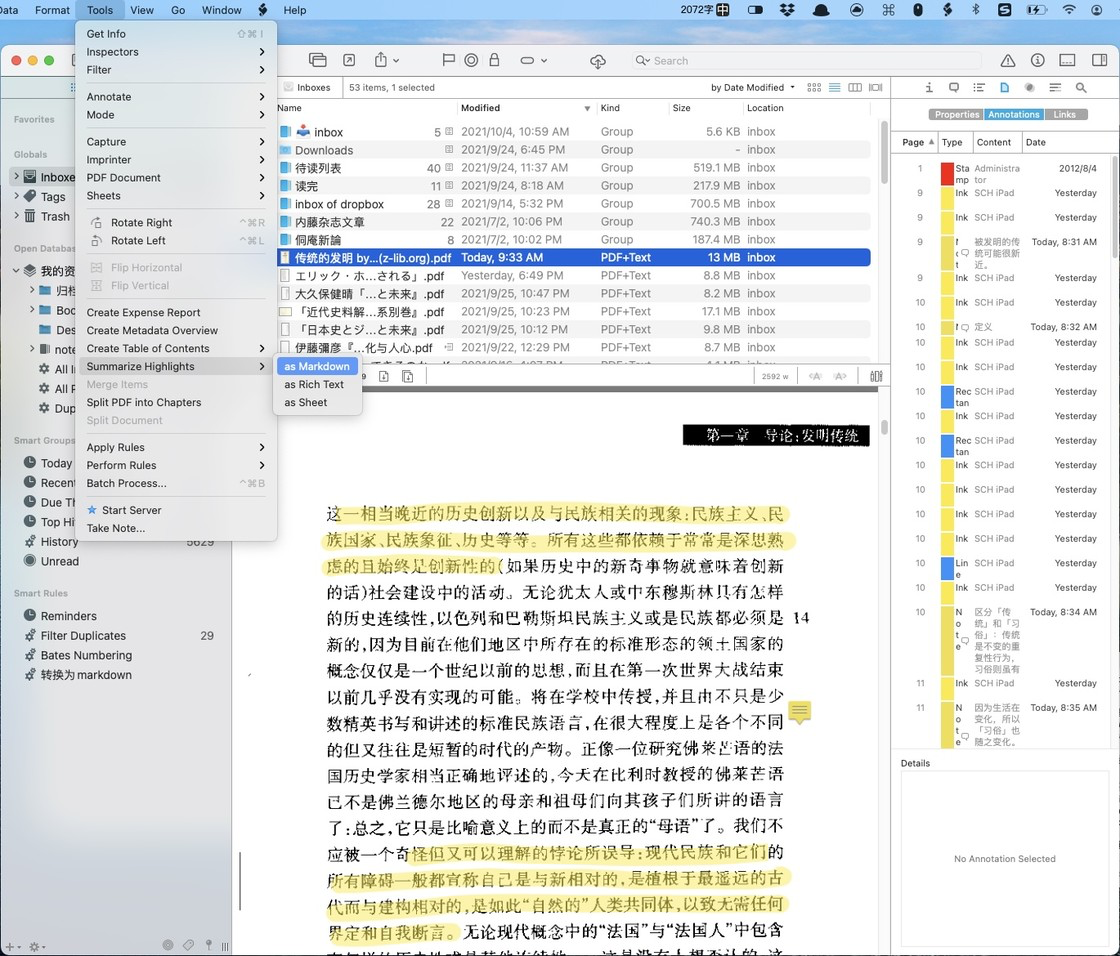 Data Format Tools View Go Window Help 2072字 中
Search
Get Info ⇧⌘I
Inspectors
Filter
Annotate
Mode
Capture
Imprinter
PDF Document
Sheets
Rotate Right ^⌘R
Rotate Left ^⌘L
Flip Horizontal
Flip Vertical
Create Expense Report
Create Metadata Overview
Create Table of Contents
Summarize Highlights
Merge Items
Split PDF into Chapters
Split Document
Apply Rules
Perform Rules
Batch Process... ^⌘B
Start Server
Take Note...
as Markdown
as Rich Text
as Sheet
Favorites
Globals
Inboxe
Tags
Trash
Open Databas
我的资
归档
Boo
Des
note
All I
All P
Dup
Smart Groups
Today
Recen
Due Th
Top Hi
History 5629
Unread
Smart Rules
Reminders
Filter Duplicates 29
Bates Numbering
转换为markdown
Inboxes 53 items, 1 selected by Date Modified
Name Modified Kind Size Location
inbox 5 2021/10/4, 10:59 AM Group 5.6 KB inbox
Downloads 2021/9/24, 6:45 PM Group - inbox
待读列表 40 2021/9/24, 11:37 AM Group 519.1 MB inbox
读完 11 2021/9/24, 8:18 AM Group 217.9 MB inbox
inbox of dropbox 28 2021/9/14, 5:32 PM Group 700.5 MB inbox
内藤杂志文章 22 2021/7/2, 10:06 PM Group 740.3 MB inbox
侗庵新論 8 2021/7/2, 10:02 PM Group 187.4 MB inbox
传统的发明 by...(z-lib.org).pdf Today, 9:33 AM PDF+Text 13 MB inbox
エリック・ホ...される」.pdf Yesterday, 6:49 PM PDF+Text 8.8 MB inbox
大久保健晴「...と未来』.pdf 2021/9/25, 10:47 PM PDF+Text 8.2 MB inbox
「近代史料解...系別巻』.pdf 2021/9/25, 10:23 PM PDF+Text 17.1 MB inbox
「日本史とジ...と未来』.pdf 2021/9/25, 10:12 PM PDF+Text 9.8 MB inbox
伊藤彌彦『...化与人心.pdf 2021/9/22, 12:29 PM PDF+Text 8.7 MB inbox
2592 w
第一章 导论:发明传统
这一相当晚近的历史创新以及与民族相关的现象:民族主义、民
族国家、民族象征、历史等等。所有这些都依赖于常常是深思熟
虑的且始终是创新性的(如果历史中的新奇事物就意味着创新
的话)社会建设中的活动。无论犹太人或中东穆斯林具有怎样
的历史连续性,以色列和巴勒斯坦民族主义或是民族都必须是 14
新的,因为目前在他们地区中所存在的标准形态的领土国家的
概念仅仅是一个世纪以前的思想,而且在第一次世界大战结束
以前几乎没有实现的可能。将在学校中传授,并且由不只是少
数精英书写和讲述的标准民族语言,在很大程度上是各个不同
的但又往往是短暂的时代的产物。正像一位研究佛莱芒语的法
国历史学家相当正确地评述的,今天在比利时教授的佛莱芒语
已不是佛兰德尔地区的母亲和祖母们向其孩子们所讲的语言
了:总之,它只是比喻意义上的而不是真正的“母语”了。我们不
应被一个奇怪但又可以理解的悖论所误导:现代民族和它们的
所有障碍一般都宣称自己是与新相对的,是植根于最遥远的古
代而与建构相对的,是如此“自然的”人类共同体,以致无需任何
界定和自我断言。无论现代概念中的“法国”与“法国人”中包含
Properties Annotations Links
Page Type Content Date
1 Stamp Administrator 2012/8/4
9 Ink SCH iPad Yesterday
9 Ink SCH iPad Yesterday
9 被发明的传统可能很新近。 Today, 8:31 AM
9 Ink SCH iPad Yesterday
10 Ink SCH iPad Yesterday
10 定义 Today, 8:32 AM
10 Ink SCH iPad Yesterday
10 Ink SCH iPad Yesterday
10 Rectan SCH iPad Yesterday
10 Ink SCH iPad Yesterday
10 Rectan SCH iPad Yesterday
10 Ink SCH iPad Yesterday
10 Ink SCH iPad Yesterday
10 Ink SCH iPad Yesterday
10 Ink SCH iPad Yesterday
10 Line SCH iPad Yesterday
10 Ink SCH iPad Yesterday
10 Note 区分「传统」和「习俗」:传统是不变的重复性行为,习俗则虽有 Today, 8:34 AM
11 Ink SCH iPad Yesterday
11 Note 因为生活在变化,所以「习俗」也随之变化。 Today, 8:35 AM
Details
No Annotation Selected